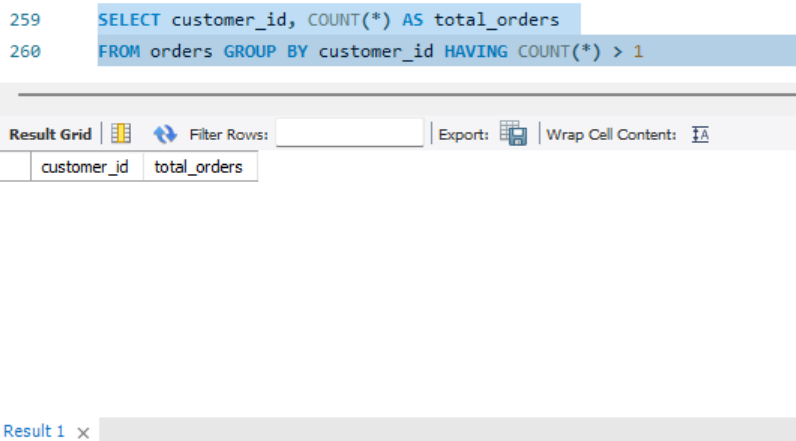 259 SELECT customer_id, COUNT(*) AS total_orders
260 FROM orders GROUP BY customer_id HAVING COUNT(*) > 1
Result Grid Filter Rows: Export: Wrap Cell Content: IA
customer_id total_orders
Result 1 ×